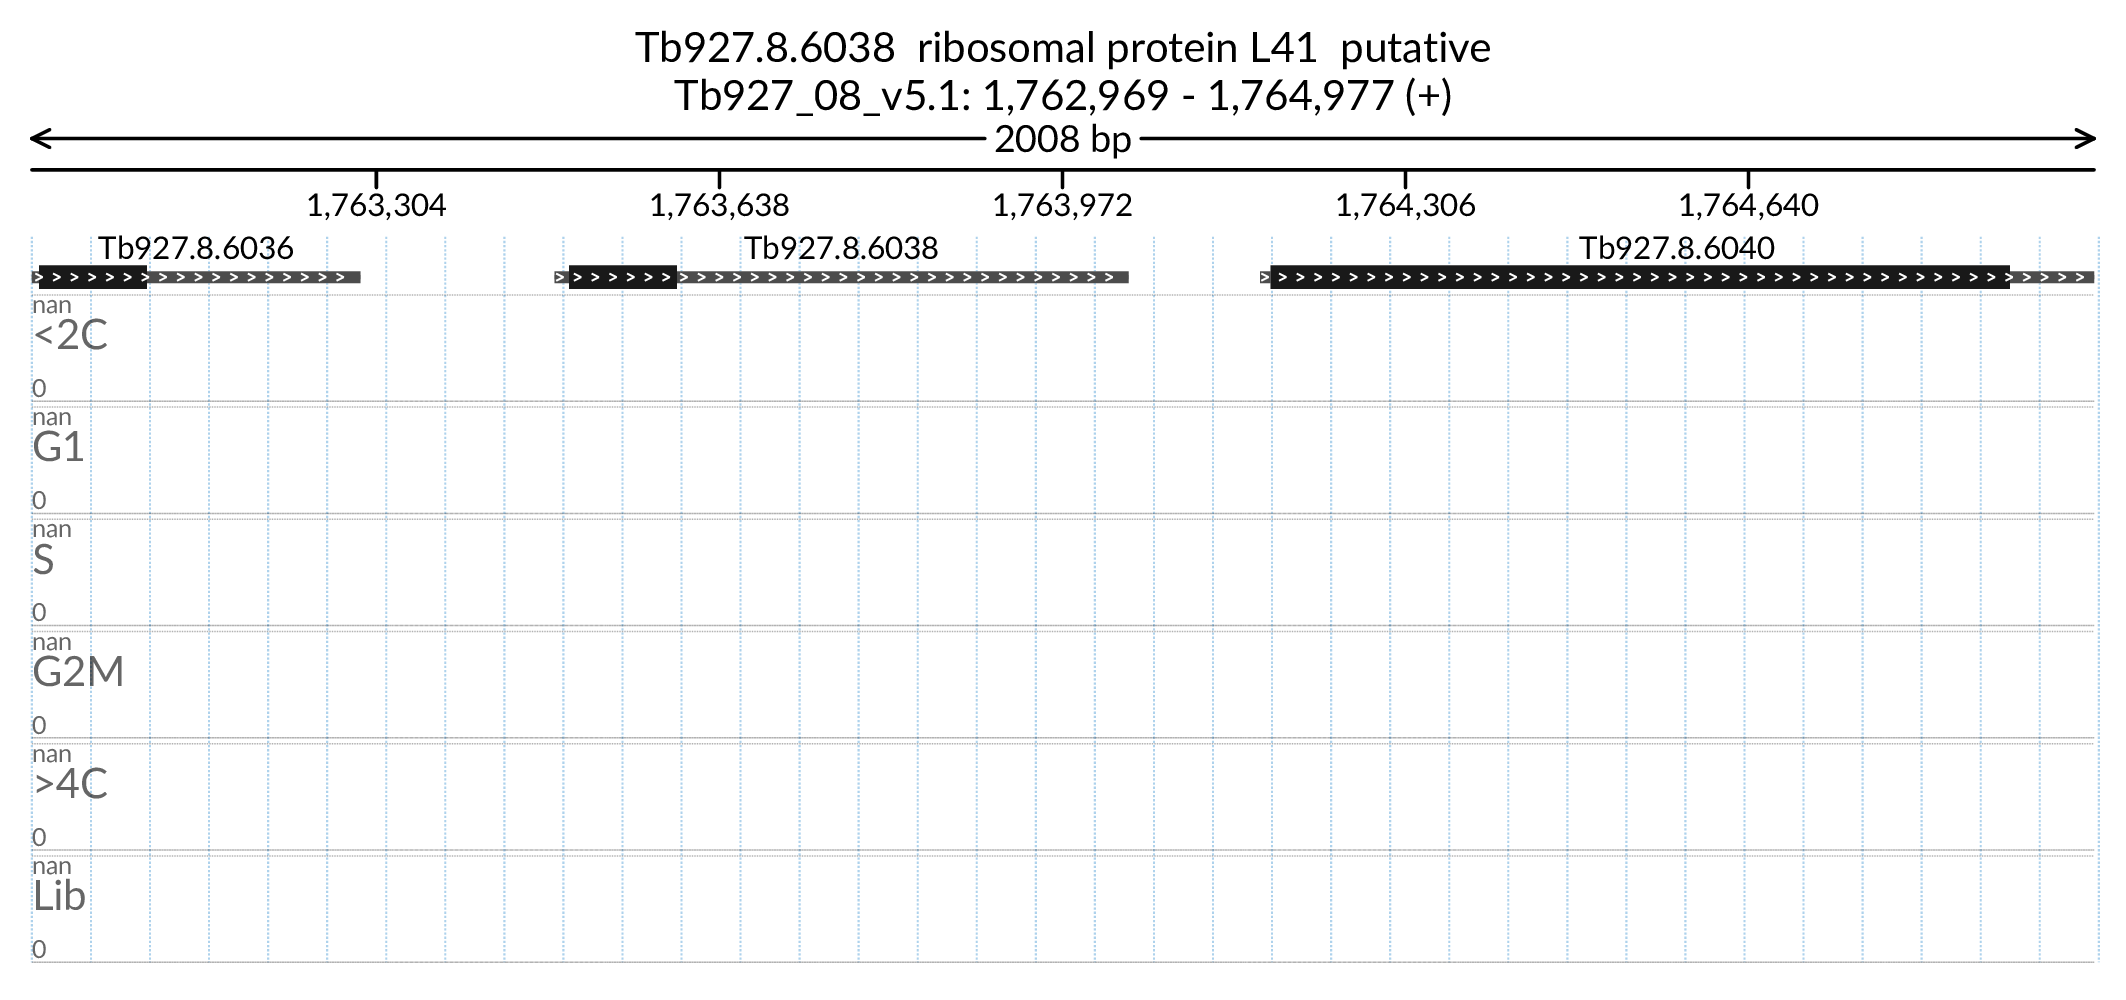 Tb927.8.6038 ribosomal protein L41 putative
Tb927_08_v5.1: 1,762,969 - 1,764,977 (+)
2008 bp
1,763,304 1,763,638 1,763,972 1,764,306 1,764,640
Tb927.8.6036 Tb927.8.6038 Tb927.8.6040
nan
<2C
0
nan
G1
0
nan
S
0
nan
G2M
0
nan
>4C
0
nan
Lib
0